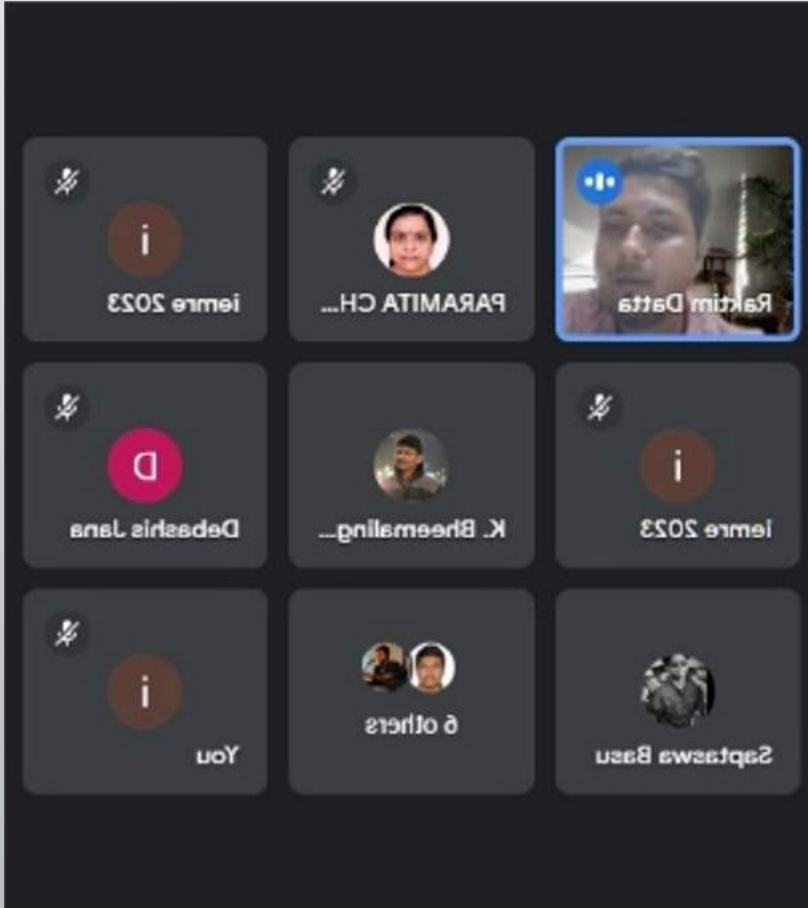 Raktim Datta
PARAMITA CH...
i
iemre 2023
i
iemre 2023
K. Bheemaling...
D
Debashis Jana
Saptaswa Basu
6 others
i
You